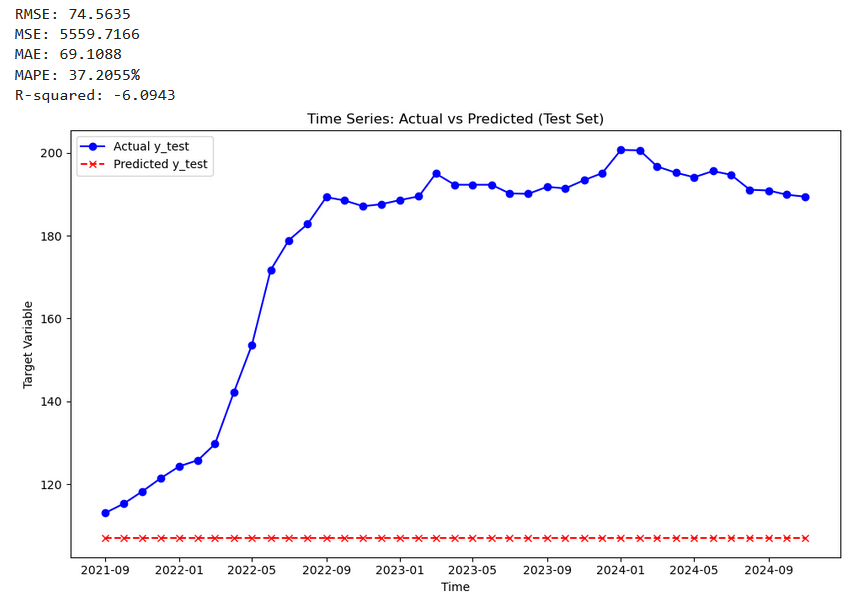 RMSE: 74.5635
MSE: 5559.7166
MAE: 69.1088
MAPE: 37.2055%
R-squared: -6.0943
Time Series: Actual vs Predicted (Test Set)
Actual y_test
Predicted y_test
200
180
160
140
120
Target Variable
2021-09 2022-01 2022-05 2022-09 2023-01 2023-05 2023-09 2024-01 2024-05 2024-09
Time